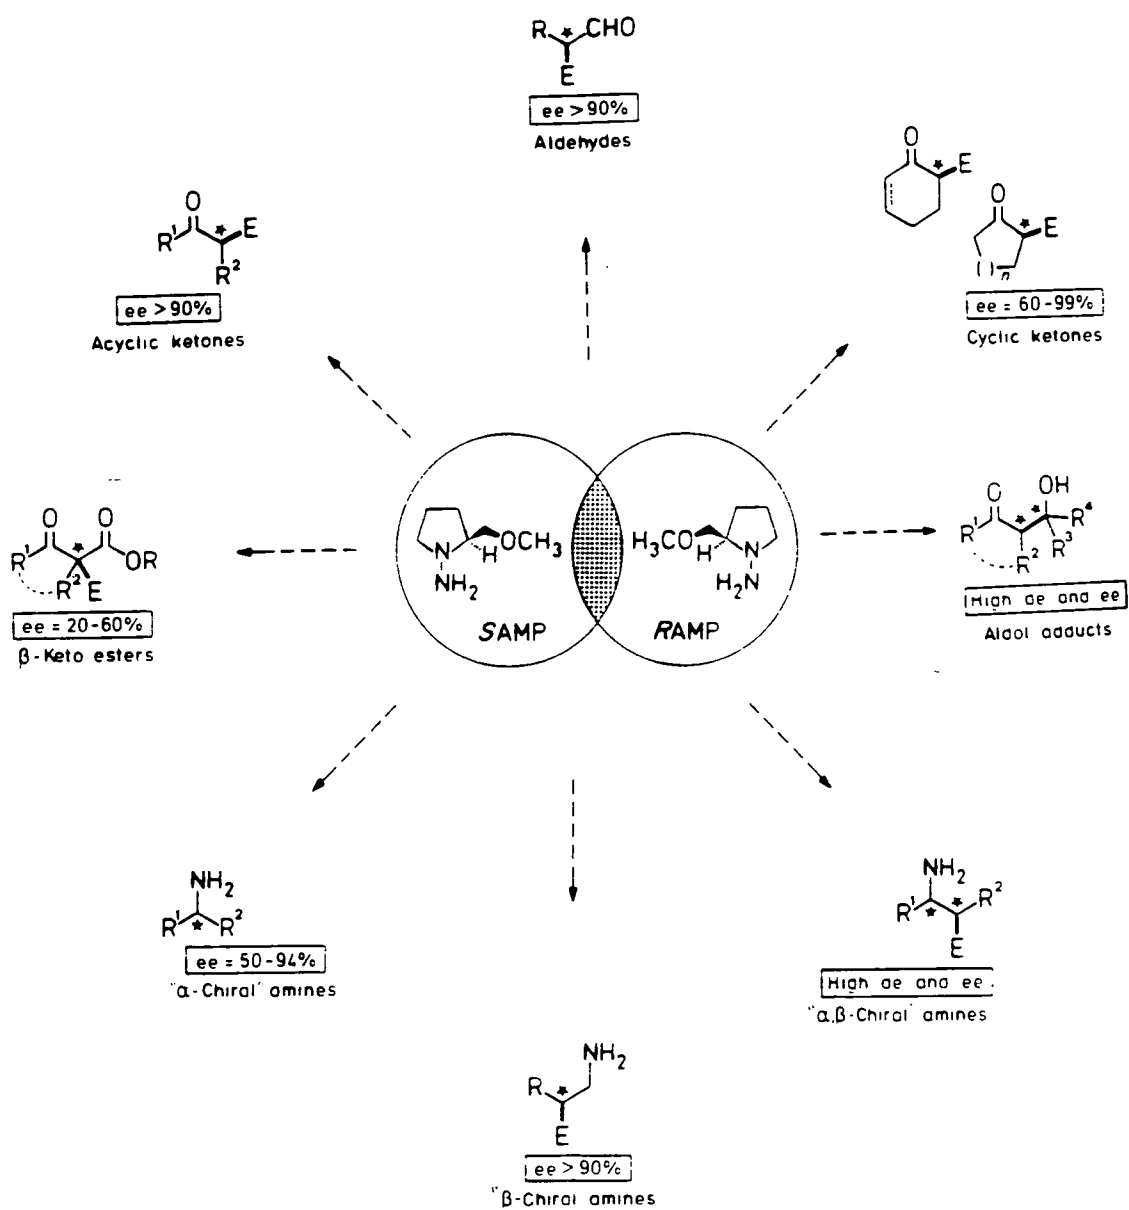 R CHO
E
ee > 90%
Aldehydes
O
E
O
E
( )n
ee = 60-99%
Cyclic ketones
O
R¹ E
R²
ee > 90%
Acyclic ketones
O O
R¹ OR
R² E
ee = 20-60%
β-Keto esters
N
NH₂
H
OCH₃
SAMP
H₃CO
H
N
H₂N
RAMP
O OH
R¹ R⁴
R² R³
High de and ee
Aldol adducts
NH₂
R¹ R²
ee = 50-94%
"α-Chiral" amines
NH₂
R¹ R²
E
High de and ee.
"α,β-Chiral" amines
NH₂
R
E
ee > 90%
"β-Chiral amines